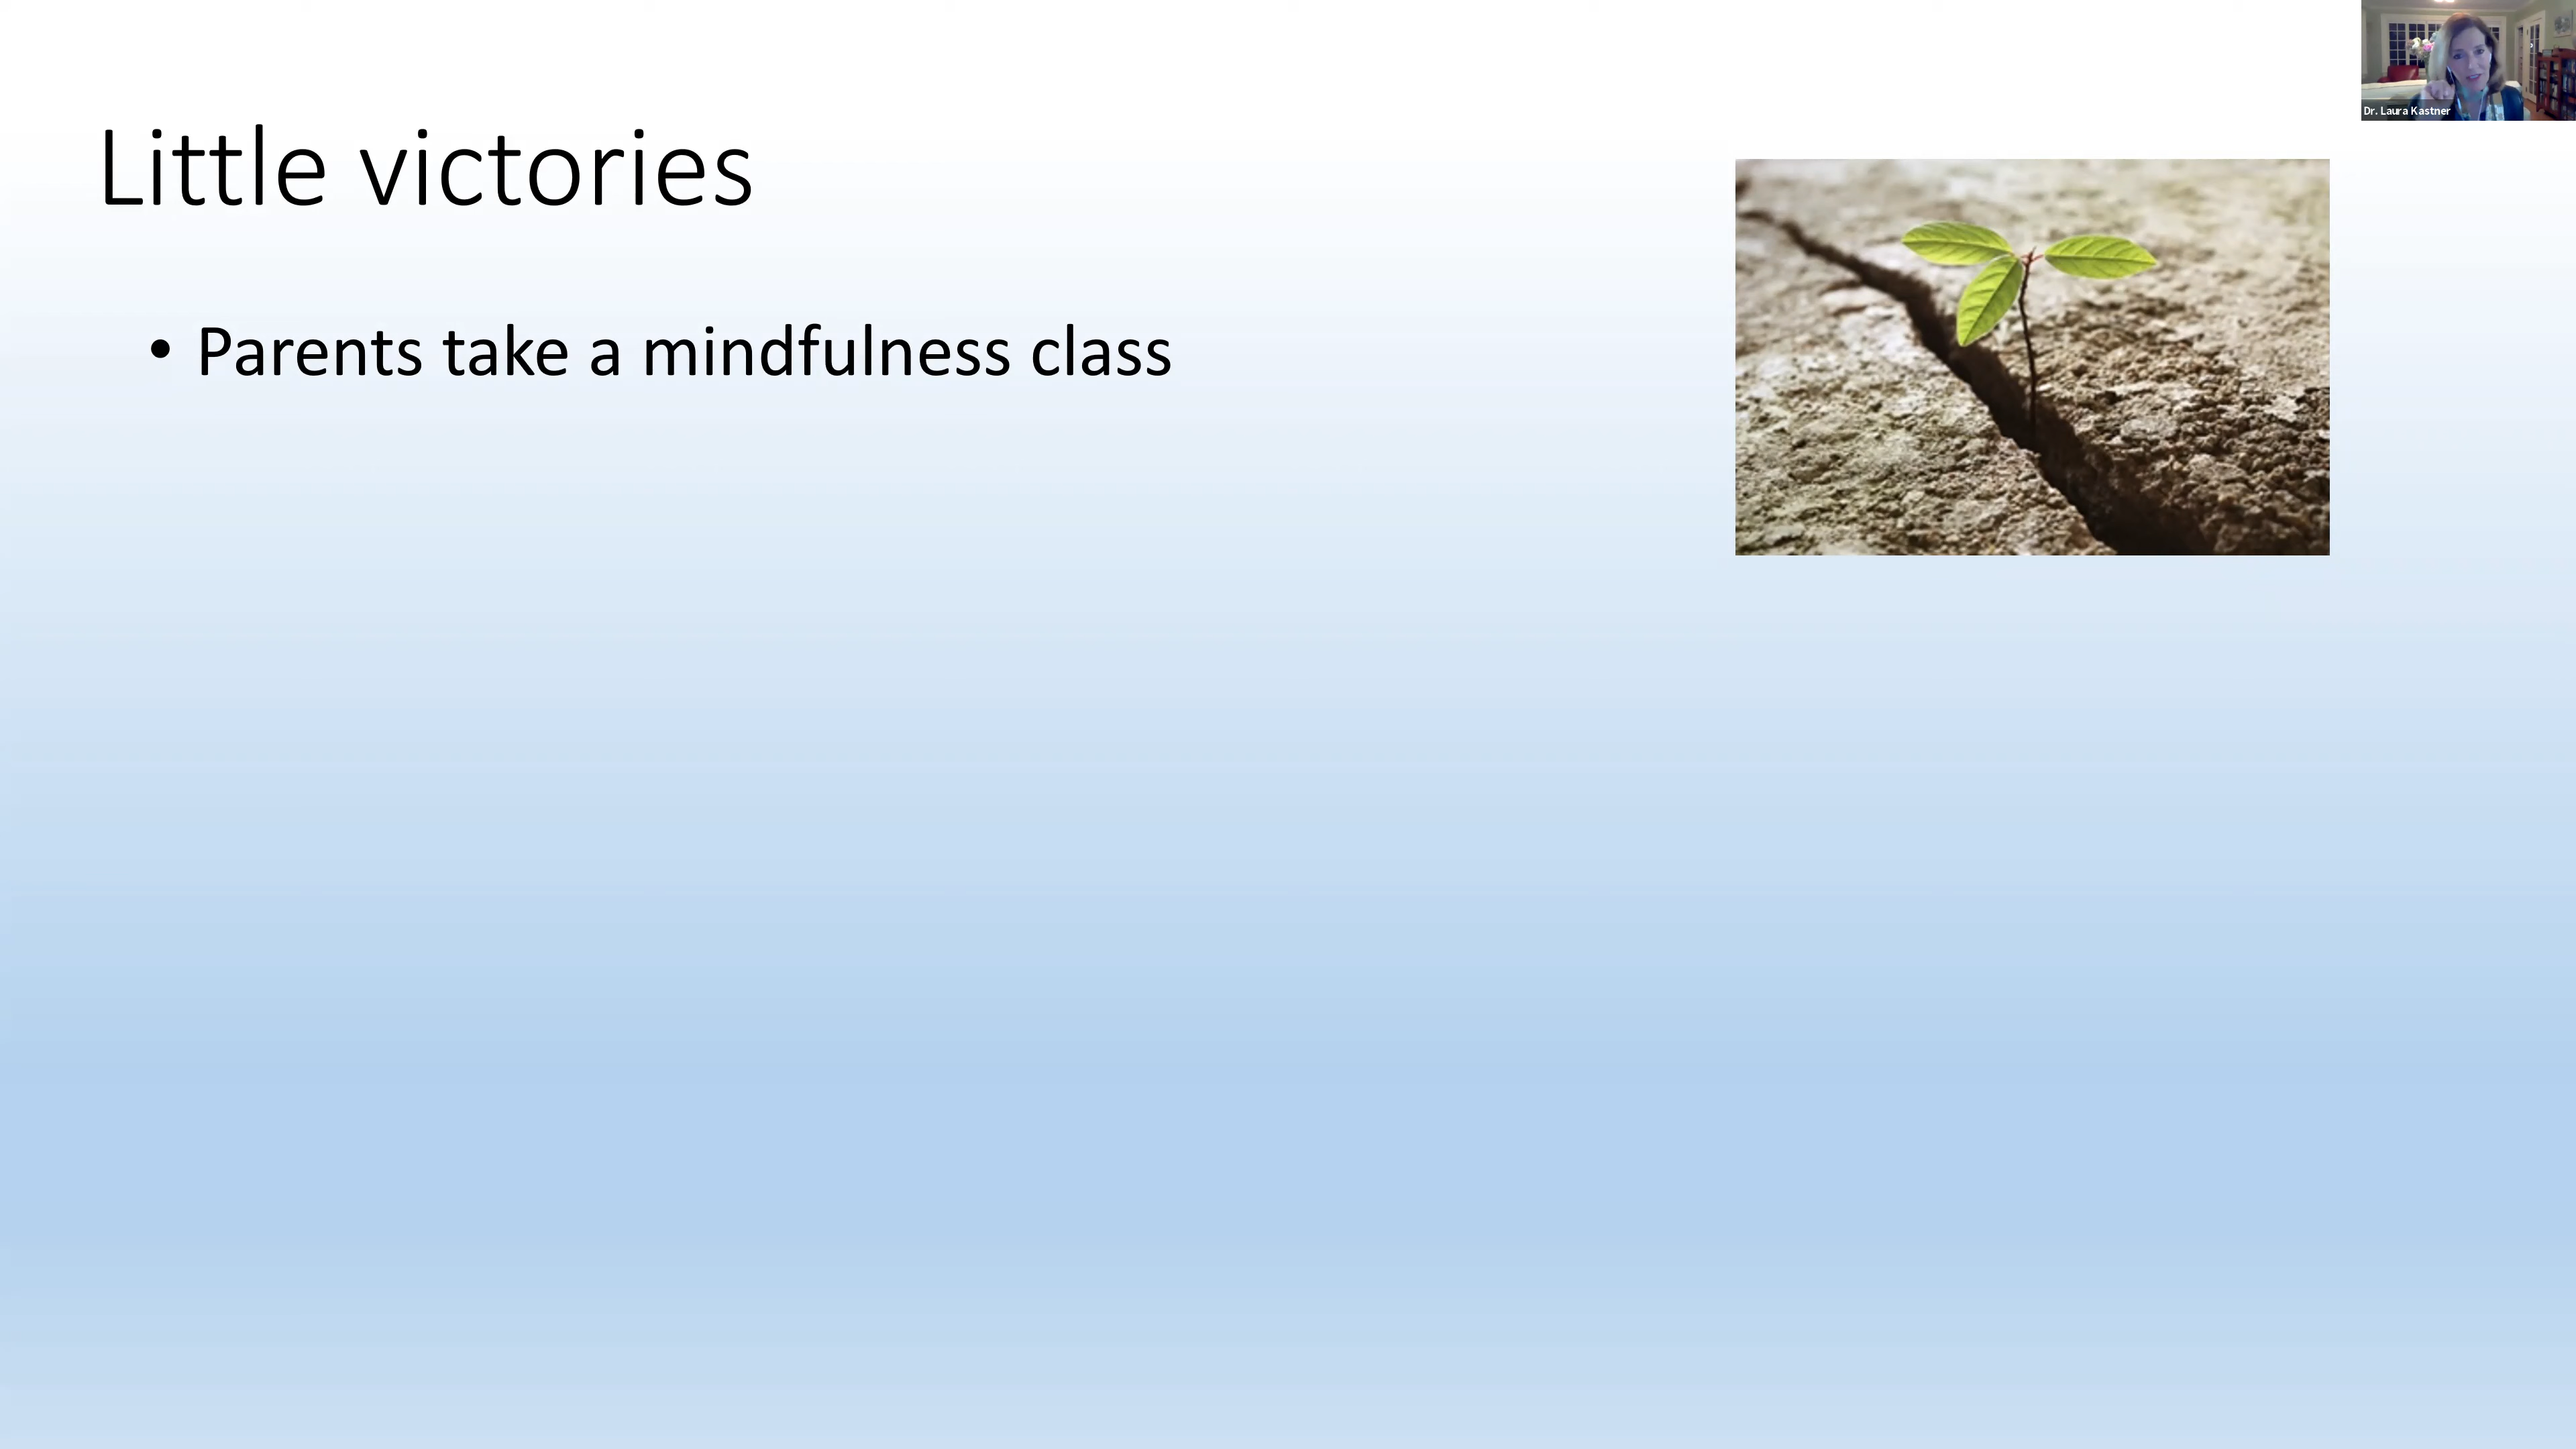 Little victories
• Parents take a mindfulness class
Dr. Laura Kastner